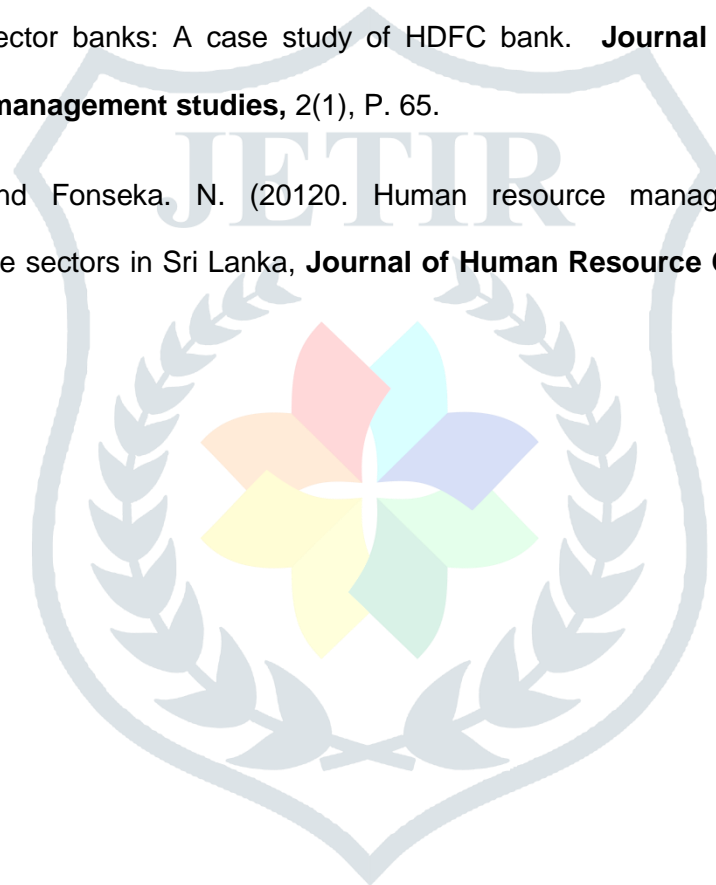 ector banks: A case study of HDFC bank. Journal
management studies, 2(1), P. 65.
nd Fonseka. N. (20120. Human resource manag
e sectors in Sri Lanka, Journal of Human Resource
JETIR